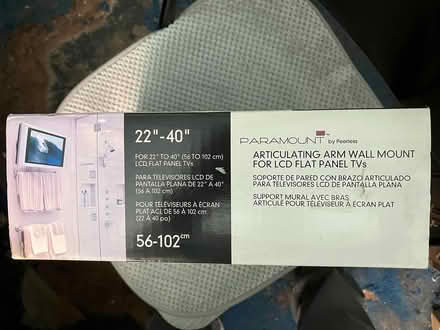 22"-40"
FOR 22" TO 40" (56 TO 102 cm)
LCD FLAT PANEL TVs
PARA TELEVISORES LCD DE
PANTALLA PLANA DE 22" A 40"
(56 A 102 cm)
POUR TÉLÉVISEURS À ÉCRAN
PLAT ACL DE 56 À 102 cm
(22 À 40 po)
56-102cm
PARAMOUNT™
by Peerless
ARTICULATING ARM WALL MOUNT
FOR LCD FLAT PANEL TVs
SOPORTE DE PARED CON BRAZO ARTICULADO
PARA TELEVISORES LCD DE PANTALLA PLANA
SUPPORT MURAL AVEC BRAS
ARTICULÉ POUR TÉLÉVISEUR À ÉCRAN PLAT